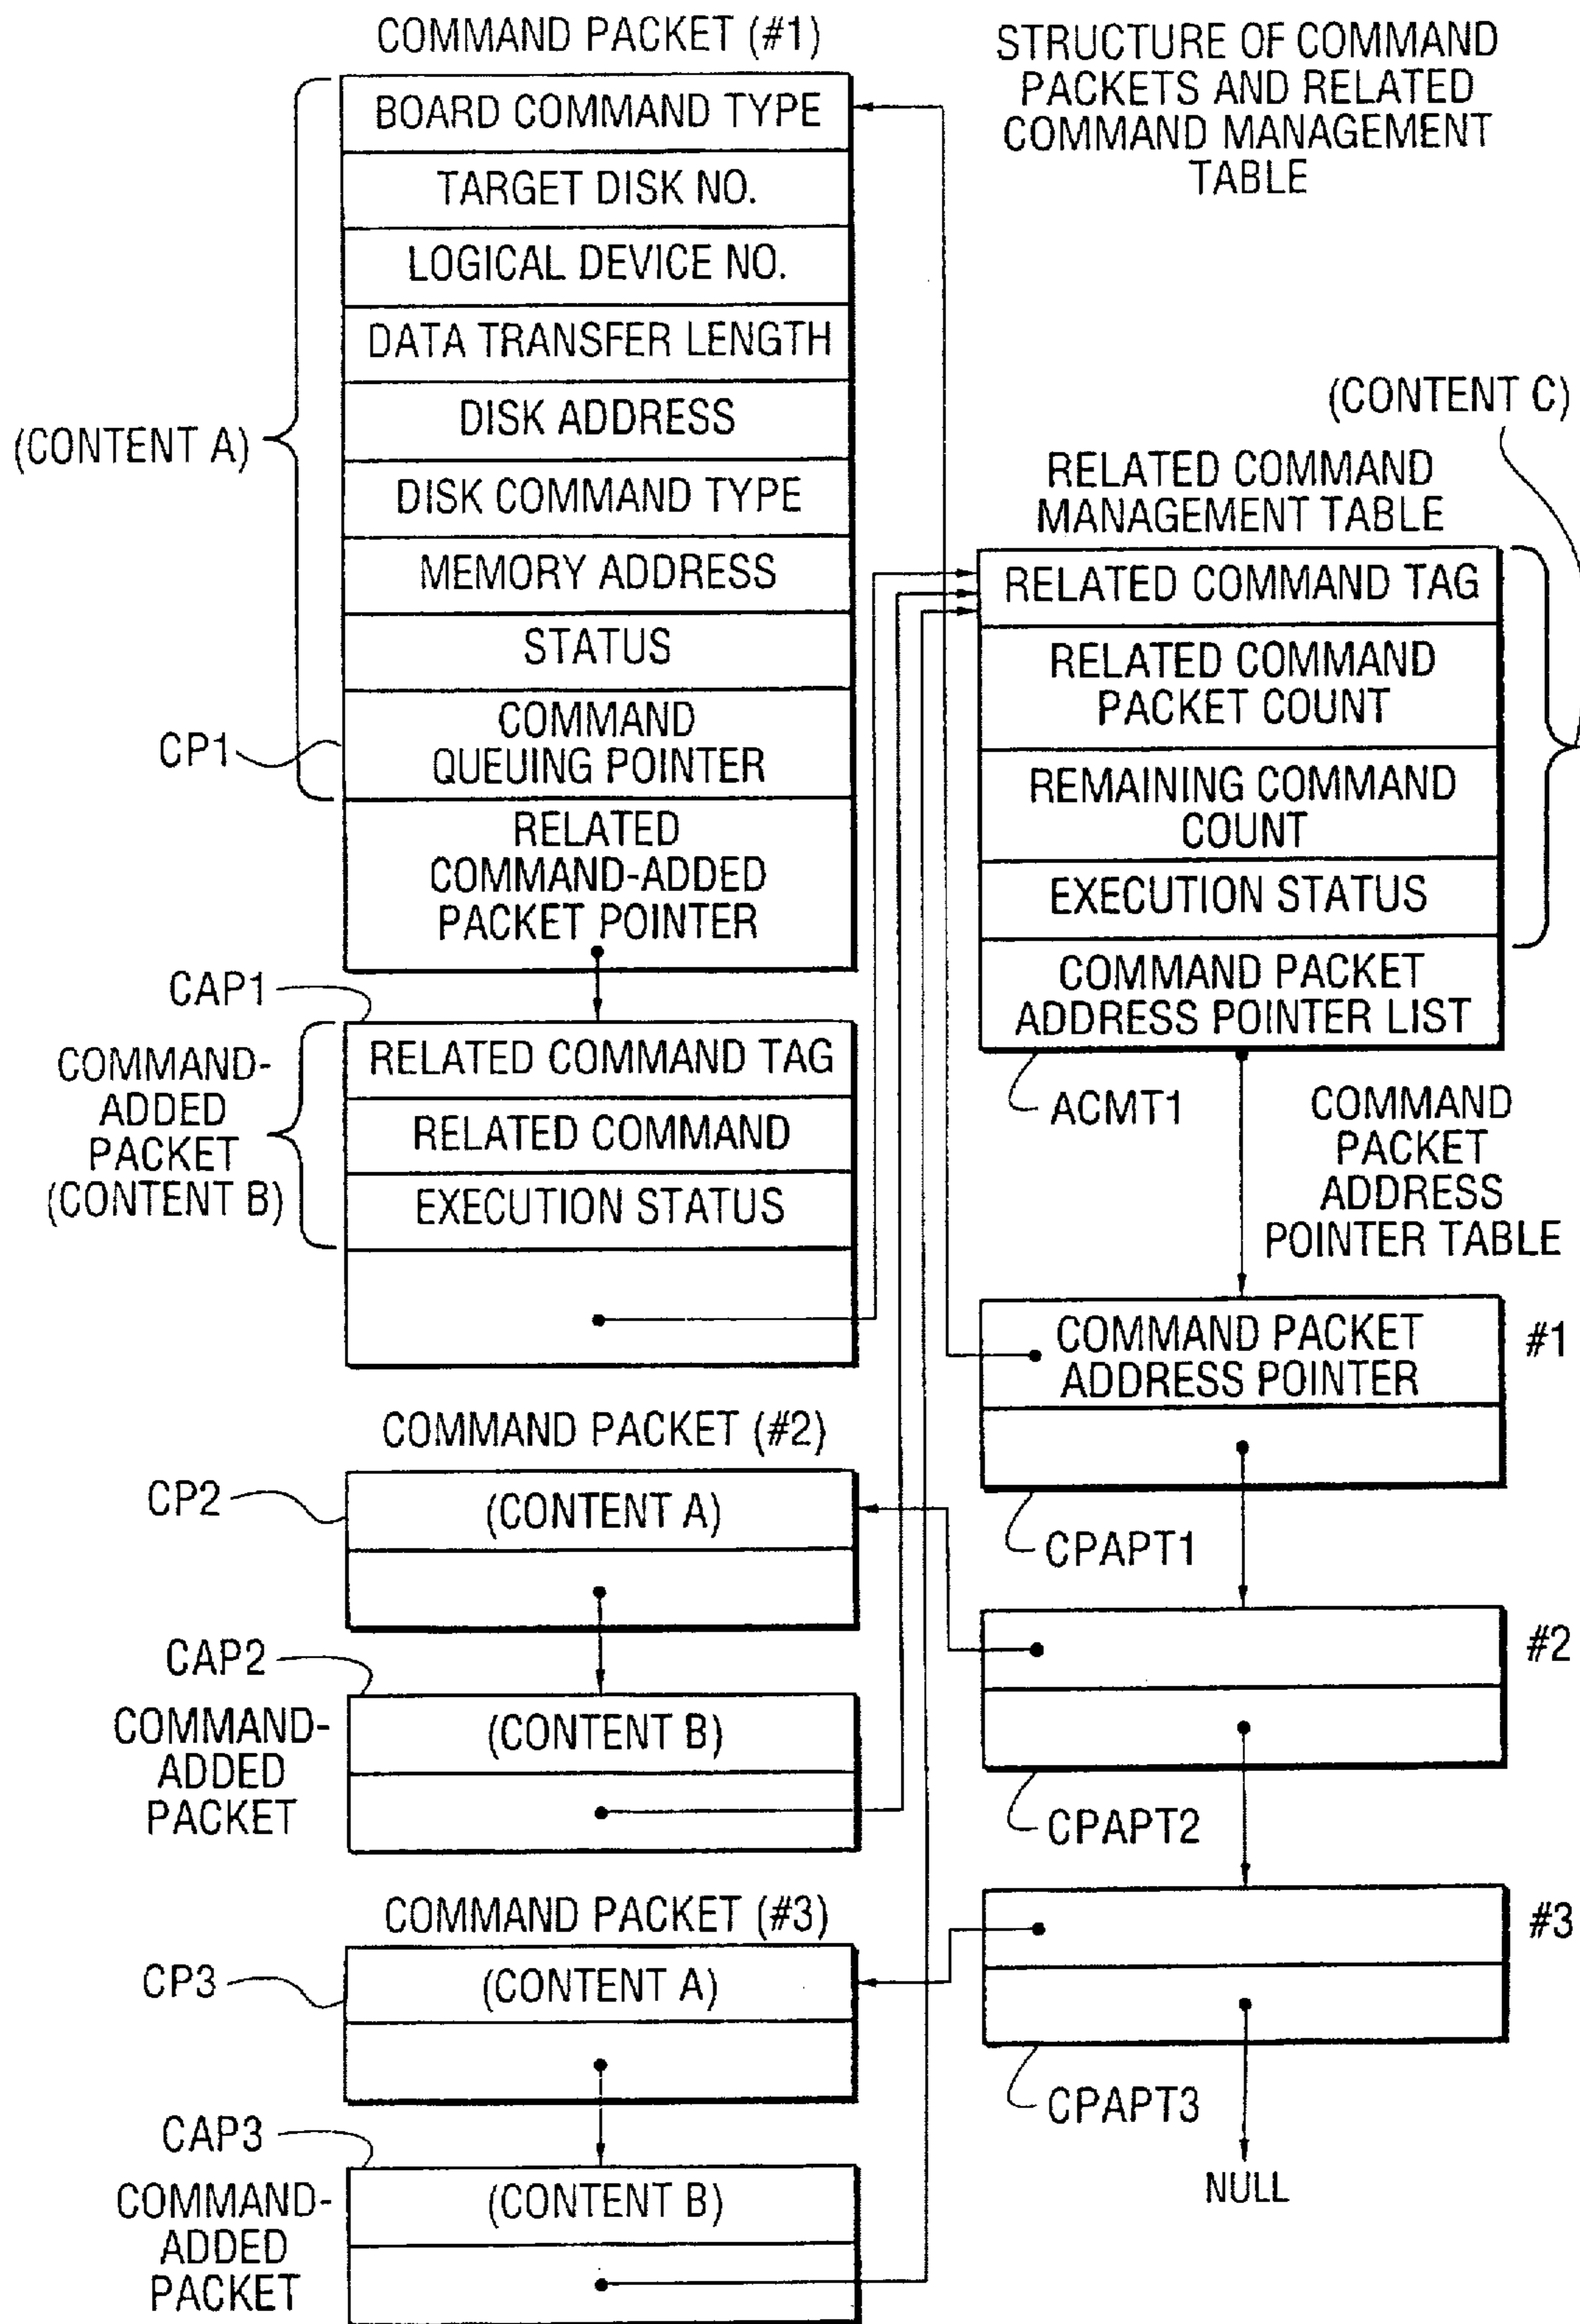 COMMAND PACKET (#1)
BOARD COMMAND TYPE
TARGET DISK NO.
LOGICAL DEVICE NO.
DATA TRANSFER LENGTH
DISK ADDRESS
DISK COMMAND TYPE
MEMORY ADDRESS
STATUS
COMMAND
QUEUING POINTER
RELATED
COMMAND-ADDED
PACKET POINTER
(CONTENT A)
CP1
CAP1
COMMAND-
ADDED
PACKET
(CONTENT B)
RELATED COMMAND TAG
RELATED COMMAND
EXECUTION STATUS
COMMAND PACKET (#2)
CP2
(CONTENT A)
CAP2
COMMAND-
ADDED
PACKET
(CONTENT B)
COMMAND PACKET (#3)
CP3
(CONTENT A)
CAP3
COMMAND-
ADDED
PACKET
(CONTENT B)
STRUCTURE OF COMMAND
PACKETS AND RELATED
COMMAND MANAGEMENT
TABLE
(CONTENT C)
RELATED COMMAND
MANAGEMENT TABLE
RELATED COMMAND TAG
RELATED COMMAND
PACKET COUNT
REMAINING COMMAND
COUNT
EXECUTION STATUS
COMMAND PACKET
ADDRESS POINTER LIST
ACMT1
COMMAND
PACKET
ADDRESS
POINTER TABLE
COMMAND PACKET
ADDRESS POINTER
#1
CPAPT1
#2
CPAPT2
#3
CPAPT3
NULL